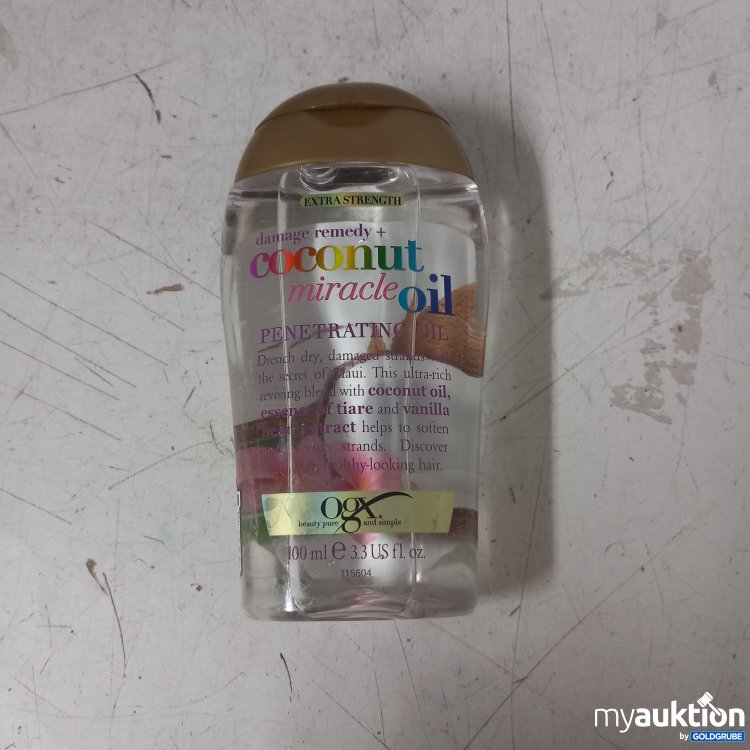 EXTRA STRENGTH
damage remedy +
coconut
miracle oil
PENETRATING OIL
Drench dry, damaged strands
the secret of Maui. This ultra-rich
reviving blend with coconut oil,
essence of tiare and vanilla
bean extract helps to soften
strands. Discover
healthy-looking hair.
ogx
beauty pure and simple
100 ml e 3.3 US fl. oz.
115604
myauktion
by GOLDGRUBE